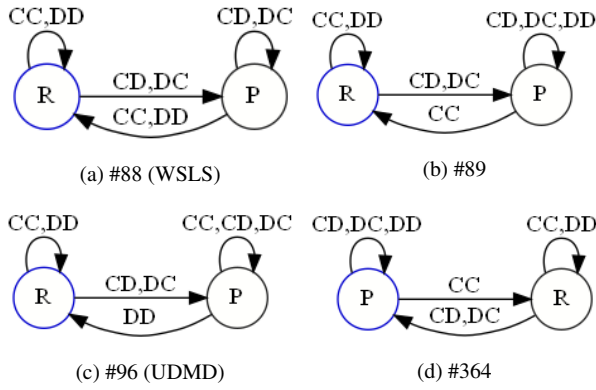 CC,DD
CD,DC
R
CD,DC
P
CC,DD
(a) #88 (WSLS)
CC,DD
CD,DC,DD
R
CD,DC
P
CC
(b) #89
CC,DD
CC,CD,DC
R
CD,DC
P
DD
(c) #96 (UDMD)
CD,DC,DD
CC,DD
P
CC
R
CD,DC
(d) #364